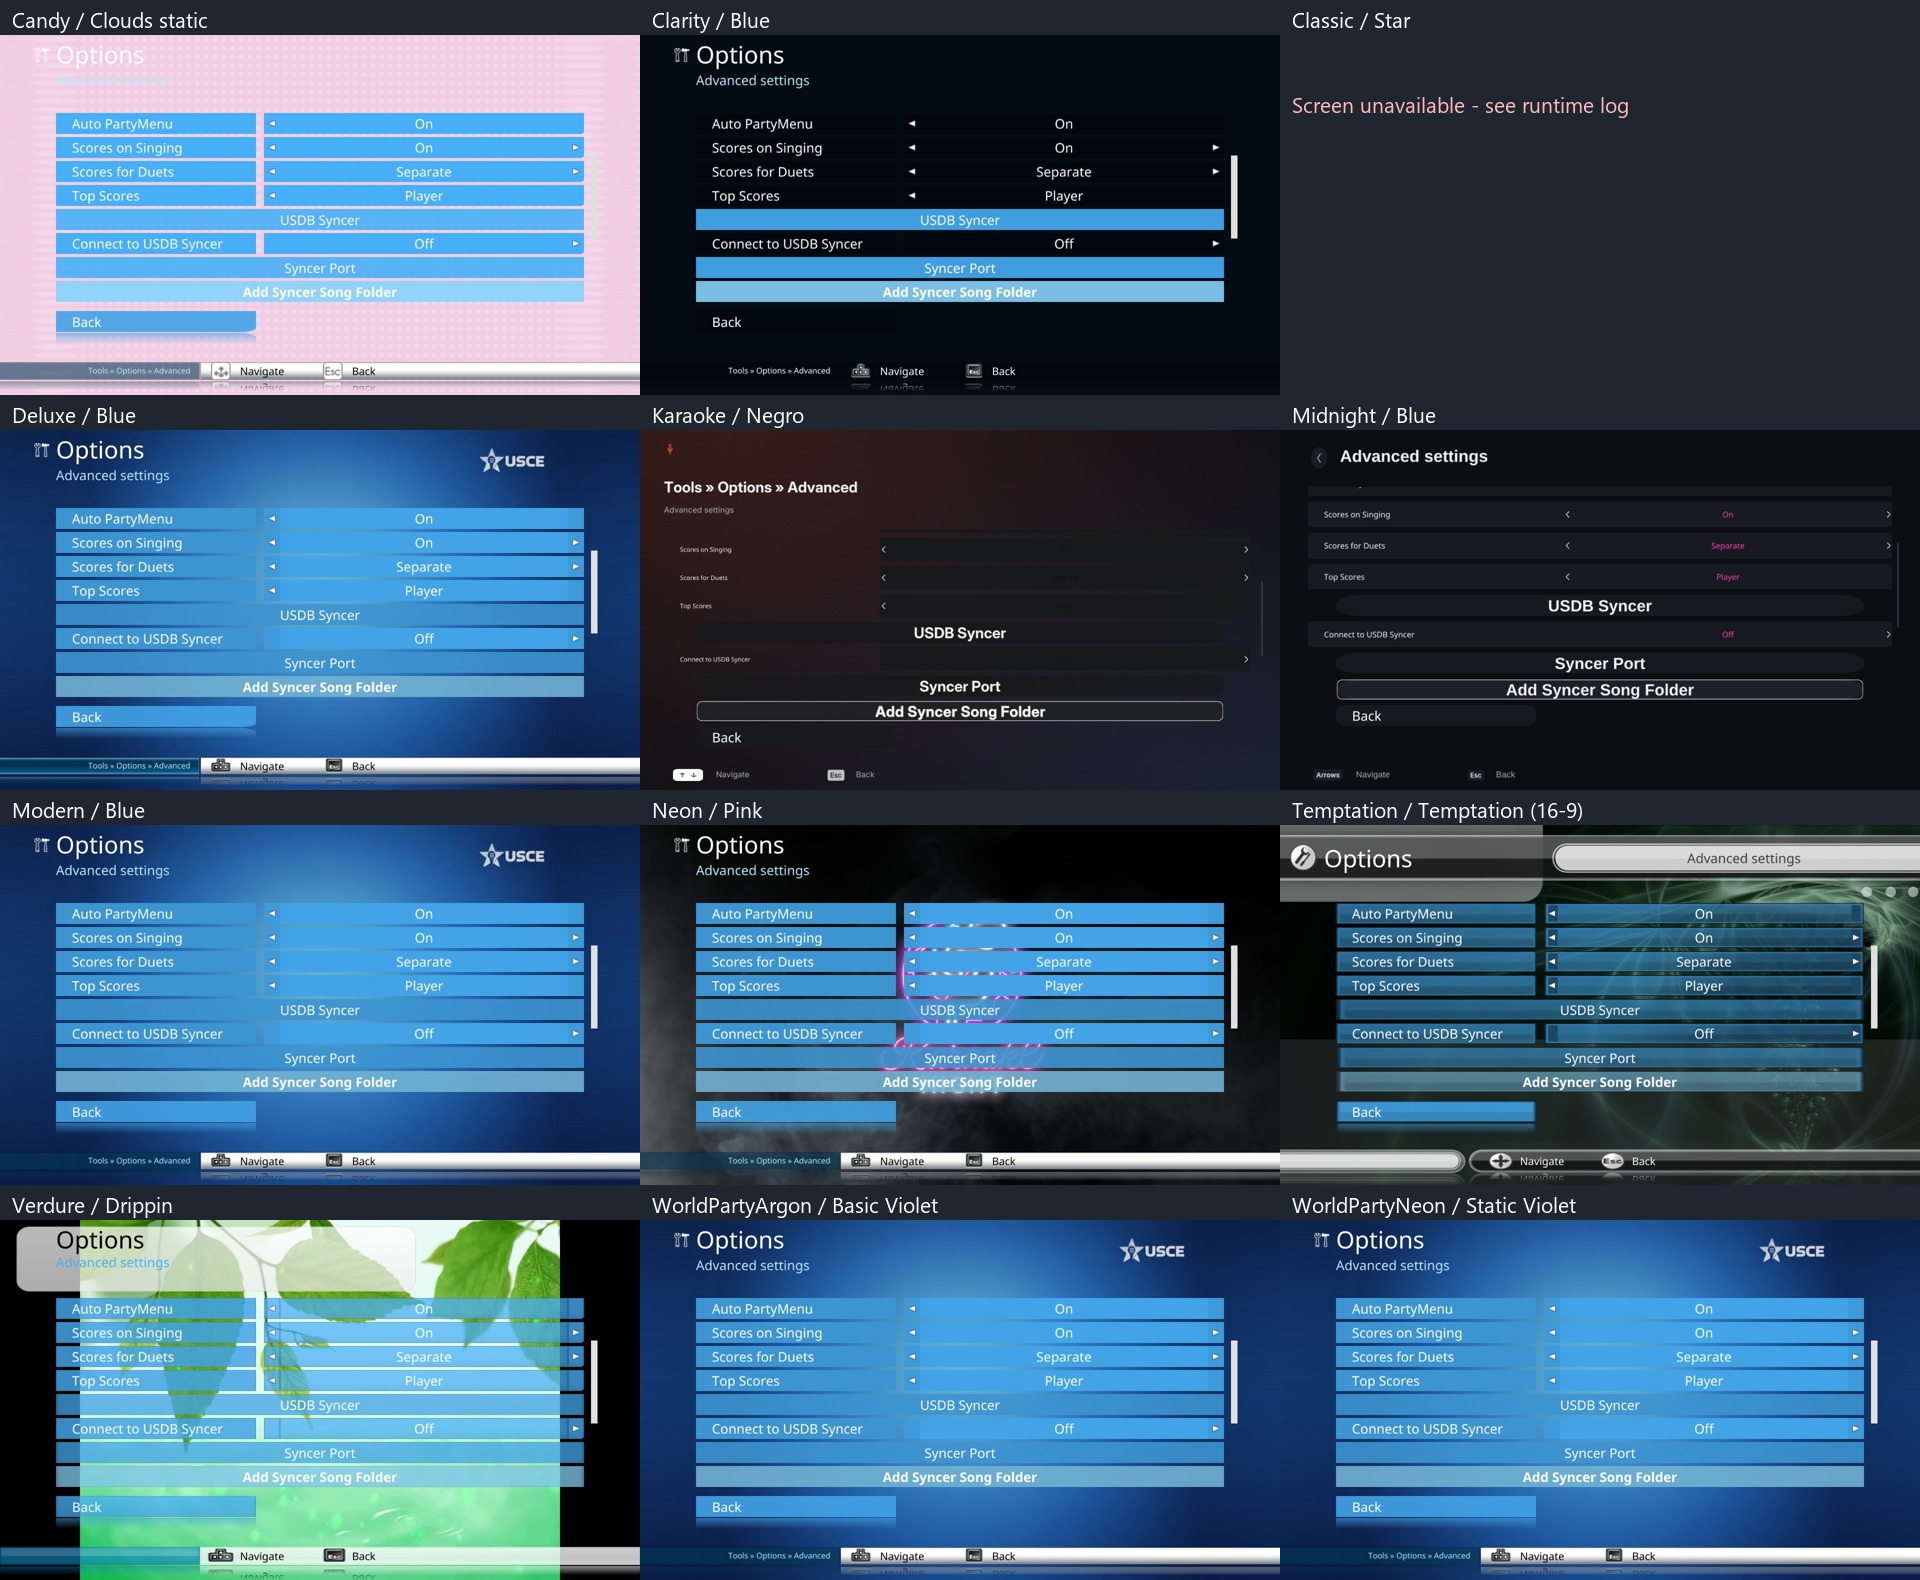 Candy / Clouds static
Options
Advanced settings
Auto PartyMenu On
Scores on Singing On
Scores for Duets Separate
Top Scores Player
USDB Syncer
Connect to USDB Syncer Off
Syncer Port
Add Syncer Song Folder
Back
Tools » Options » Advanced Navigate Esc Back
Clarity / Blue
Options
Advanced settings
Auto PartyMenu On
Scores on Singing On
Scores for Duets Separate
Top Scores Player
USDB Syncer
Connect to USDB Syncer Off
Syncer Port
Add Syncer Song Folder
Back
Tools » Options » Advanced Navigate Esc Back
Classic / Star
Screen unavailable - see runtime log
Deluxe / Blue
Options
USCE
Advanced settings
Auto PartyMenu On
Scores on Singing On
Scores for Duets Separate
Top Scores Player
USDB Syncer
Connect to USDB Syncer Off
Syncer Port
Add Syncer Song Folder
Back
Tools » Options » Advanced Navigate Esc Back
Karaoke / Negro
Tools » Options » Advanced
Advanced settings
Scores on Singing
Scores for Duets
Top Scores
USDB Syncer
Connect to USDB Syncer
Syncer Port
Add Syncer Song Folder
Back
Navigate Esc Back
Midnight / Blue
Advanced settings
Scores on Singing On
Scores for Duets Separate
Top Scores Player
USDB Syncer
Connect to USDB Syncer Off
Syncer Port
Add Syncer Song Folder
Back
Arrows Navigate Esc Back
Modern / Blue
Options
USCE
Advanced settings
Auto PartyMenu On
Scores on Singing On
Scores for Duets Separate
Top Scores Player
USDB Syncer
Connect to USDB Syncer Off
Syncer Port
Add Syncer Song Folder
Back
Tools » Options » Advanced Navigate Esc Back
Neon / Pink
Options
Advanced settings
Auto PartyMenu On
Scores on Singing On
Scores for Duets Separate
Top Scores Player
USDB Syncer
Connect to USDB Syncer Off
Syncer Port
Add Syncer Song Folder
Back
Tools » Options » Advanced Navigate Esc Back
Temptation / Temptation (16-9)
Options Advanced settings
Auto PartyMenu On
Scores on Singing On
Scores for Duets Separate
Top Scores Player
USDB Syncer
Connect to USDB Syncer Off
Syncer Port
Add Syncer Song Folder
Back
Navigate Esc Back
Verdure / Drippin
Options
Advanced settings
Auto PartyMenu On
Scores on Singing On
Scores for Duets Separate
Top Scores Player
USDB Syncer
Connect to USDB Syncer Off
Syncer Port
Add Syncer Song Folder
Back
Navigate Esc Back
WorldPartyArgon / Basic Violet
Options
USCE
Advanced settings
Auto PartyMenu On
Scores on Singing On
Scores for Duets Separate
Top Scores Player
USDB Syncer
Connect to USDB Syncer Off
Syncer Port
Add Syncer Song Folder
Back
Tools » Options » Advanced Navigate Esc Back
WorldPartyNeon / Static Violet
Options
USCE
Advanced settings
Auto PartyMenu On
Scores on Singing On
Scores for Duets Separate
Top Scores Player
USDB Syncer
Connect to USDB Syncer Off
Syncer Port
Add Syncer Song Folder
Back
Tools » Options » Advanced Navigate Esc Back